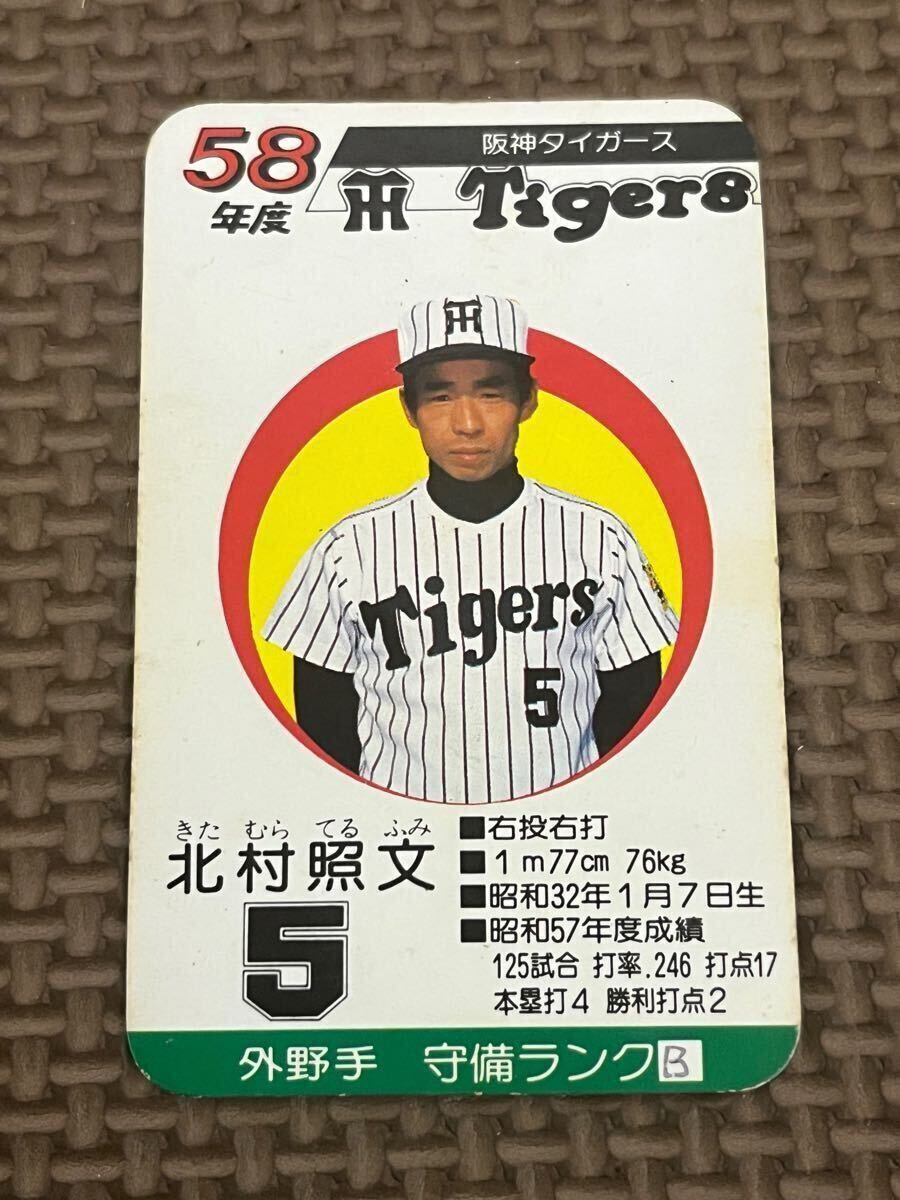 58
年度
阪神タイガース
TH Tigers
TH
Tigers
5
きた むら てる ふみ
北村照文
5
■右投右打
■1m77cm 76kg
■昭和32年1月7日生
■昭和57年度成績
125試合 打率.246 打点17
本塁打4 勝利打点2
外野手 守備ランクB